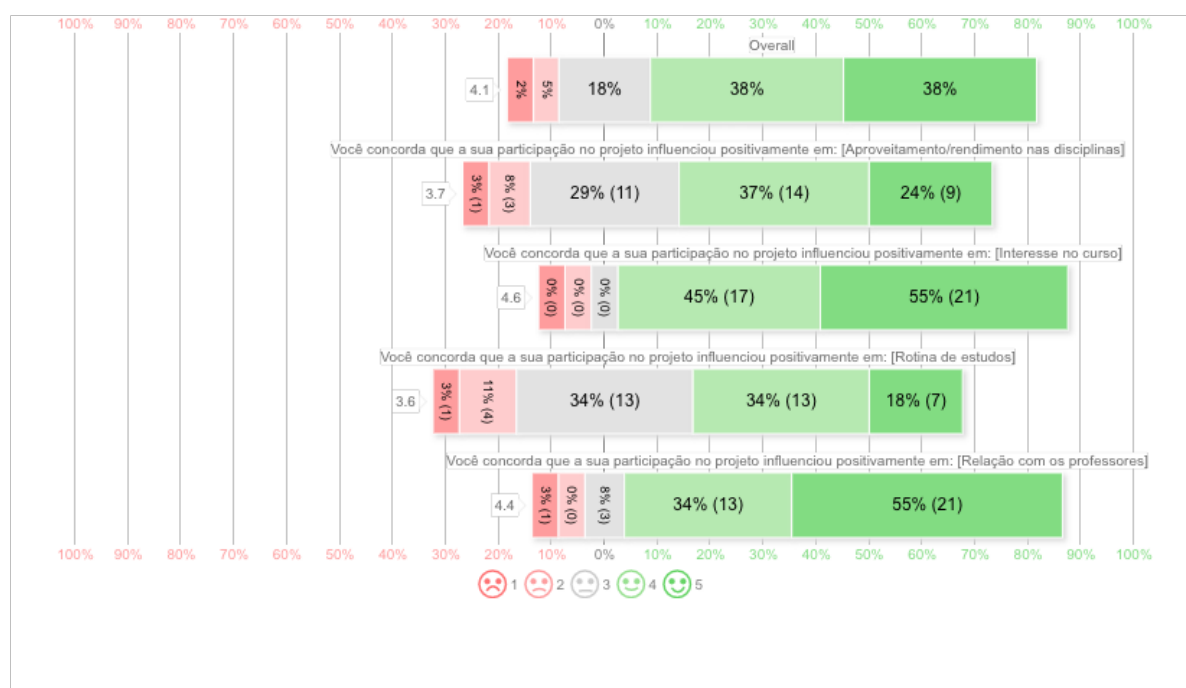 100% 90% 80% 70% 60% 50% 40% 30% 20% 10% 0% 10% 20% 30% 40% 50% 60% 70% 80% 90% 100%
Overall
4.1 2% 5% 18% 38% 38%
Você concorda que a sua participação no projeto influenciou positivamente em: [Aproveitamento/rendimento nas disciplinas]
3.7 3% (1) 8% (3) 29% (11) 37% (14) 24% (9)
Você concorda que a sua participação no projeto influenciou positivamente em: [Interesse no curso]
4.6 0% (0) 0% (0) 0% (0) 45% (17) 55% (21)
Você concorda que a sua participação no projeto influenciou positivamente em: [Rotina de estudos]
3.6 3% (1) 11% (4) 34% (13) 34% (13) 18% (7)
Você concorda que a sua participação no projeto influenciou positivamente em: [Relação com os professores]
4.4 3% (1) 0% (0) 8% (3) 34% (13) 55% (21)
100% 90% 80% 70% 60% 50% 40% 30% 20% 10% 0% 10% 20% 30% 40% 50% 60% 70% 80% 90% 100%
1 2 3 4 5